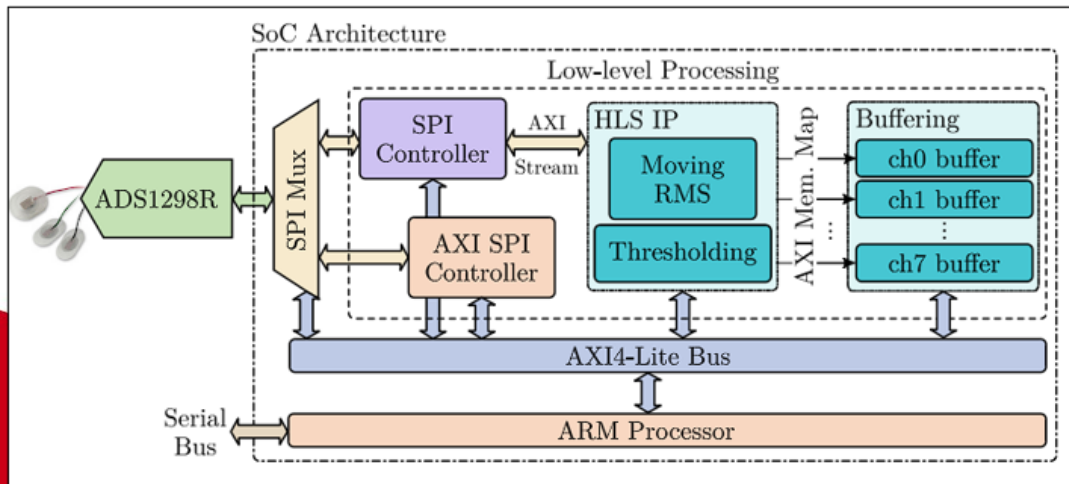 SoC Architecture
Low-level Processing
ADS1298R
SPI Mux
SPI
Controller
AXI
Stream
AXI SPI
Controller
HLS IP
Moving
RMS
Thresholding
AXI Mem. Map
...
Buffering
ch0 buffer
ch1 buffer
...
ch7 buffer
AXI4-Lite Bus
Serial
Bus
ARM Processor